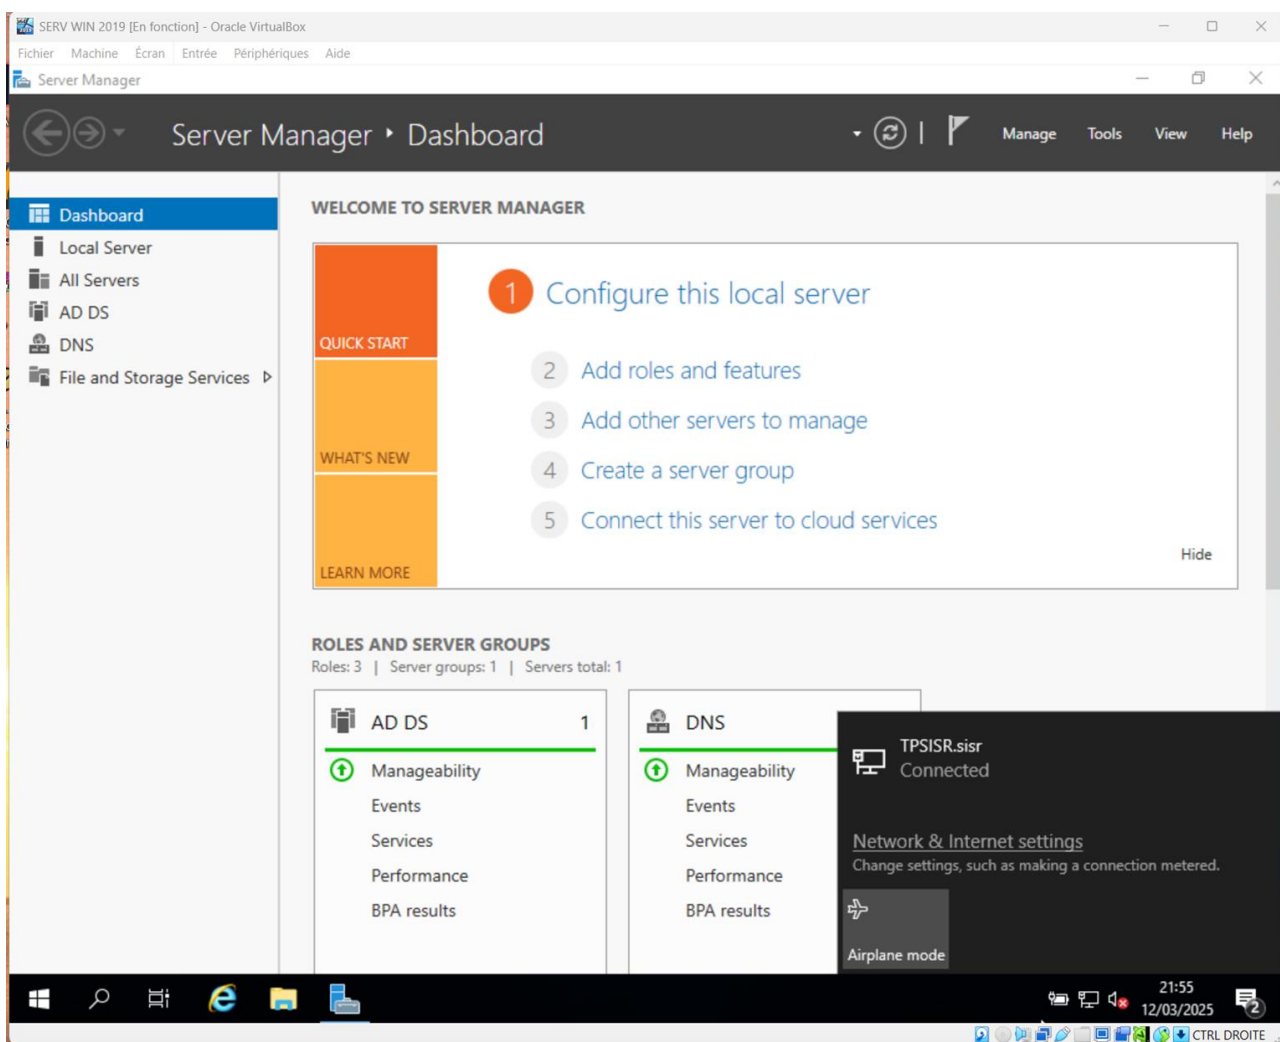 SERV WIN 2019 [En fonction] - Oracle VirtualBox
Fichier Machine Écran Entrée Périphériques Aide
Server Manager
Server Manager ‣ Dashboard
Manage Tools View Help
Dashboard
Local Server
All Servers
AD DS
DNS
File and Storage Services
WELCOME TO SERVER MANAGER
QUICK START
WHAT'S NEW
LEARN MORE
1 Configure this local server
2 Add roles and features
3 Add other servers to manage
4 Create a server group
5 Connect this server to cloud services
Hide
ROLES AND SERVER GROUPS
Roles: 3 | Server groups: 1 | Servers total: 1
AD DS 1
Manageability
Events
Services
Performance
BPA results
DNS
Manageability
Events
Services
Performance
BPA results
TPSISR.sisr
Connected
Network & Internet settings
Change settings, such as making a connection metered.
Airplane mode
21:55
12/03/2025
2
CTRL DROITE